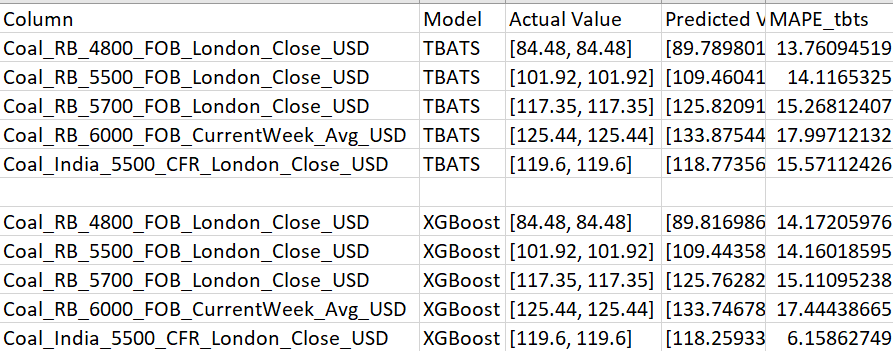 Column Model Actual Value Predicted V MAPE_tbts
Coal_RB_4800_FOB_London_Close_USD TBATS [84.48, 84.48] [89.789801 13.76094519
Coal_RB_5500_FOB_London_Close_USD TBATS [101.92, 101.92] [109.46041 14.1165325
Coal_RB_5700_FOB_London_Close_USD TBATS [117.35, 117.35] [125.82091 15.26812407
Coal_RB_6000_FOB_CurrentWeek_Avg_USD TBATS [125.44, 125.44] [133.87544 17.99712132
Coal_India_5500_CFR_London_Close_USD TBATS [119.6, 119.6] [118.77356 15.57112426
Coal_RB_4800_FOB_London_Close_USD XGBoost [84.48, 84.48] [89.816986 14.17205976
Coal_RB_5500_FOB_London_Close_USD XGBoost [101.92, 101.92] [109.44358 14.16018595
Coal_RB_5700_FOB_London_Close_USD XGBoost [117.35, 117.35] [125.76282 15.11095238
Coal_RB_6000_FOB_CurrentWeek_Avg_USD XGBoost [125.44, 125.44] [133.74678 17.44438665
Coal_India_5500_CFR_London_Close_USD XGBoost [119.6, 119.6] [118.25933 6.15862749